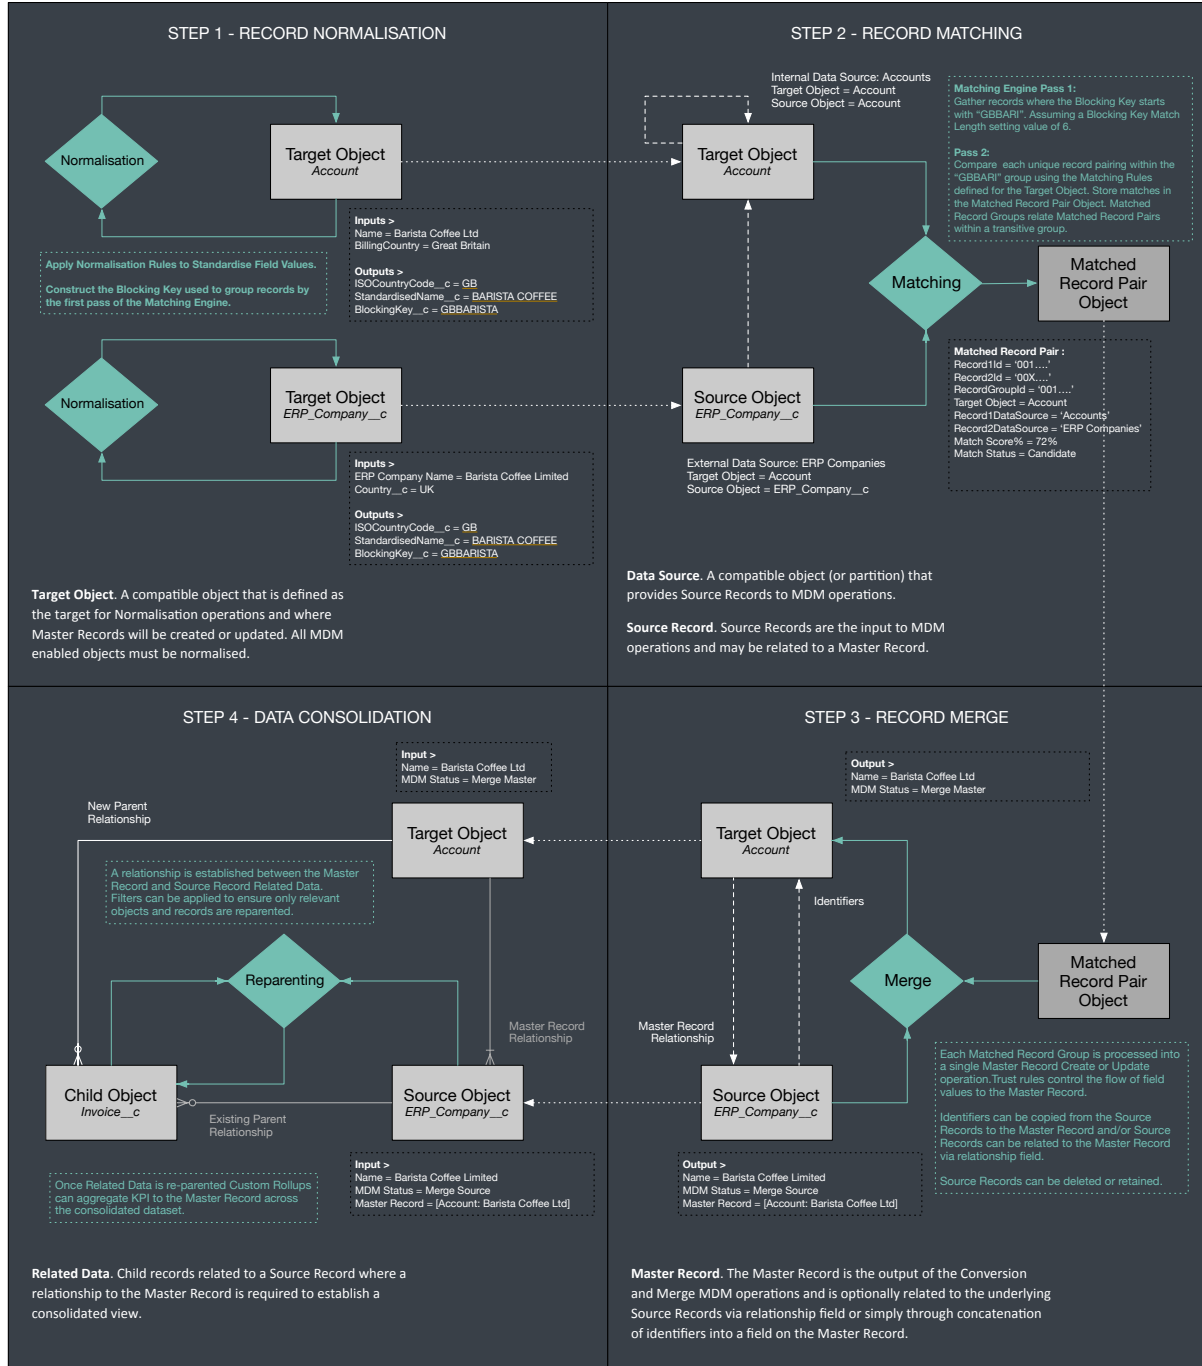 STEP 1 - RECORD NORMALISATION
Normalisation
Target Object
Account
Inputs >
Name = Barista Coffee Ltd
BillingCountry = Great Britain
Outputs >
ISOCountryCode__c = GB
StandardisedName__c = BARISTA COFFEE
BlockingKey__c = GBBARISTA
Apply Normalisation Rules to Standardise Field Values.
Construct the Blocking Key used to group records by
the first pass of the Matching Engine.
Normalisation
Target Object
ERP_Company__c
Inputs >
ERP Company Name = Barista Coffee Limited
Country__c = UK
Outputs >
ISOCountryCode__c = GB
StandardisedName__c = BARISTA COFFEE
BlockingKey__c = GBBARISTA
Target Object. A compatible object that is defined as
the target for Normalisation operations and where
Master Records will be created or updated. All MDM
enabled objects must be normalised.
STEP 2 - RECORD MATCHING
Internal Data Source: Accounts
Target Object = Account
Source Object = Account
Target Object
Account
Matching Engine Pass 1:
Gather records where the Blocking Key starts
with “GBBARI”. Assuming a Blocking Key Match
Length setting value of 6.
Pass 2:
Compare each unique record pairing within the
“GBBARI” group using the Matching Rules
defined for the Target Object. Store matches in
the Matched Record Pair Object. Matched
Record Groups relate Matched Record Pairs
within a transitive group.
Matching
Matched
Record Pair
Object
Matched Record Pair :
Record1Id = ‘001....’
Record2Id = ‘00X....’
RecordGroupId = ‘001....’
Target Object = Account
Record1DataSource = ‘Accounts’
Record2DataSource = ‘ERP Companies’
Match Score% = 72%
Match Status = Candidate
Source Object
ERP_Company__c
External Data Source: ERP Companies
Target Object = Account
Source Object = ERP_Company__c
Data Source. A compatible object (or partition) that
provides Source Records to MDM operations.
Source Record. Source Records are the input to MDM
operations and may be related to a Master Record.
STEP 4 - DATA CONSOLIDATION
Input >
Name = Barista Coffee Ltd
MDM Status = Merge Master
New Parent
Relationship
Target Object
Account
A relationship is established between the Master
Record and Source Record Related Data.
Filters can be applied to ensure only relevant
objects and records are reparented.
Reparenting
Master Record
Relationship
Child Object
Invoice__c
Existing Parent
Relationship
Source Object
ERP_Company__c
Input >
Name = Barista Coffee Limited
MDM Status = Merge Source
Master Record = [Account: Barista Coffee Ltd]
Once Related Data is re-parented Custom Rollups
can aggregate KPI to the Master Record across
the consolidated dataset.
Related Data. Child records related to a Source Record where a
relationship to the Master Record is required to establish a
consolidated view.
STEP 3 - RECORD MERGE
Output >
Name = Barista Coffee Ltd
MDM Status = Merge Master
Target Object
Account
Identifiers
Merge
Matched
Record Pair
Object
Master Record
Relationship
Source Object
ERP_Company__c
Output >
Name = Barista Coffee Limited
MDM Status = Merge Source
Master Record = [Account: Barista Coffee Ltd]
Each Matched Record Group is processed into
a single Master Record Create or Update
operation.Trust rules control the flow of field
values to the Master Record.
Identifiers can be copied from the Source
Records to the Master Record and/or Source
Records can be related to the Master Record
via relationship field.
Source Records can be deleted or retained.
Master Record. The Master Record is the output of the Conversion
and Merge MDM operations and is optionally related to the underlying
Source Records via relationship field or simply through concatenation
of identifiers into a field on the Master Record.